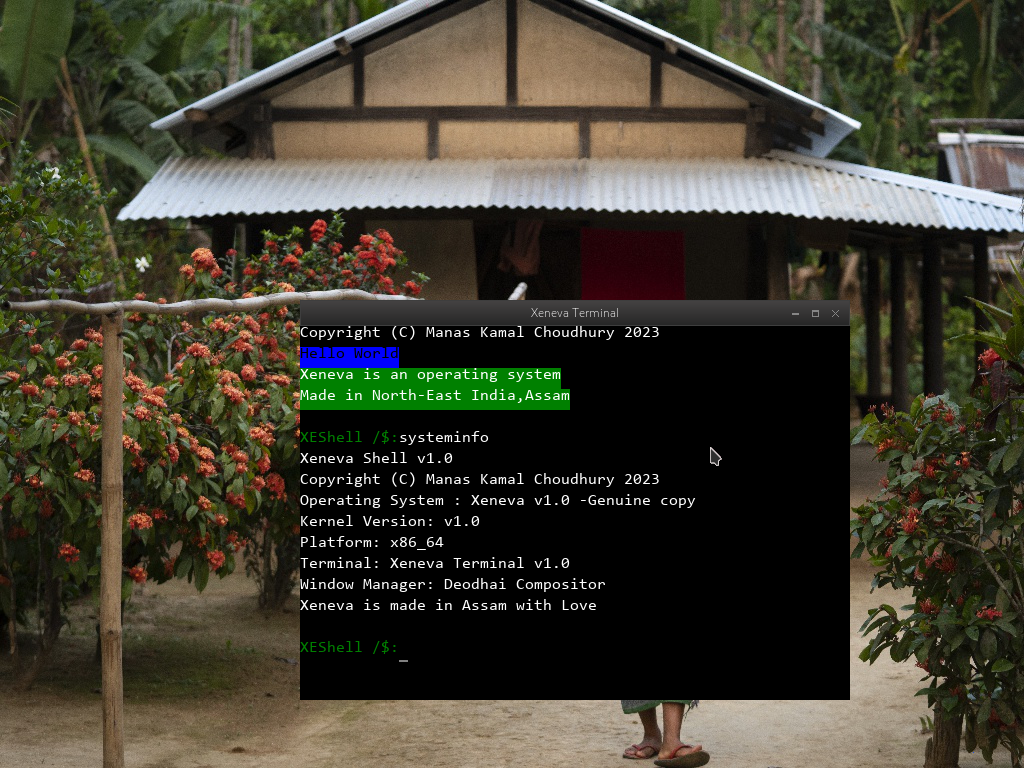 Xeneva Terminal
Copyright (C) Manas Kamal Choudhury 2023
Hello World
Xeneva is an operating system
Made in North-East India,Assam
XEShell /$:systeminfo
Xeneva Shell v1.0
Copyright (C) Manas Kamal Choudhury 2023
Operating System : Xeneva v1.0 -Genuine copy
Kernel Version: v1.0
Platform: x86_64
Terminal: Xeneva Terminal v1.0
Window Manager: Deodhai Compositor
Xeneva is made in Assam with Love
XEShell /$: